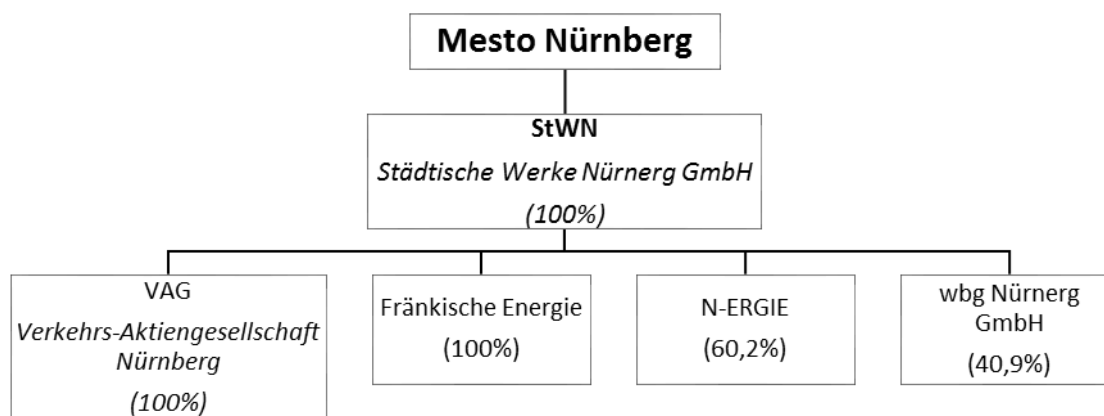 Mesto Nürnberg
StWN
Städtische Werke Nürnerg GmbH
(100%)
VAG
Verkehrs-Aktiengesellschaft
Nürnberg
(100%)
Fränkische Energie
(100%)
N-ERGIE
(60,2%)
wbg Nürnerg
GmbH
(40,9%)